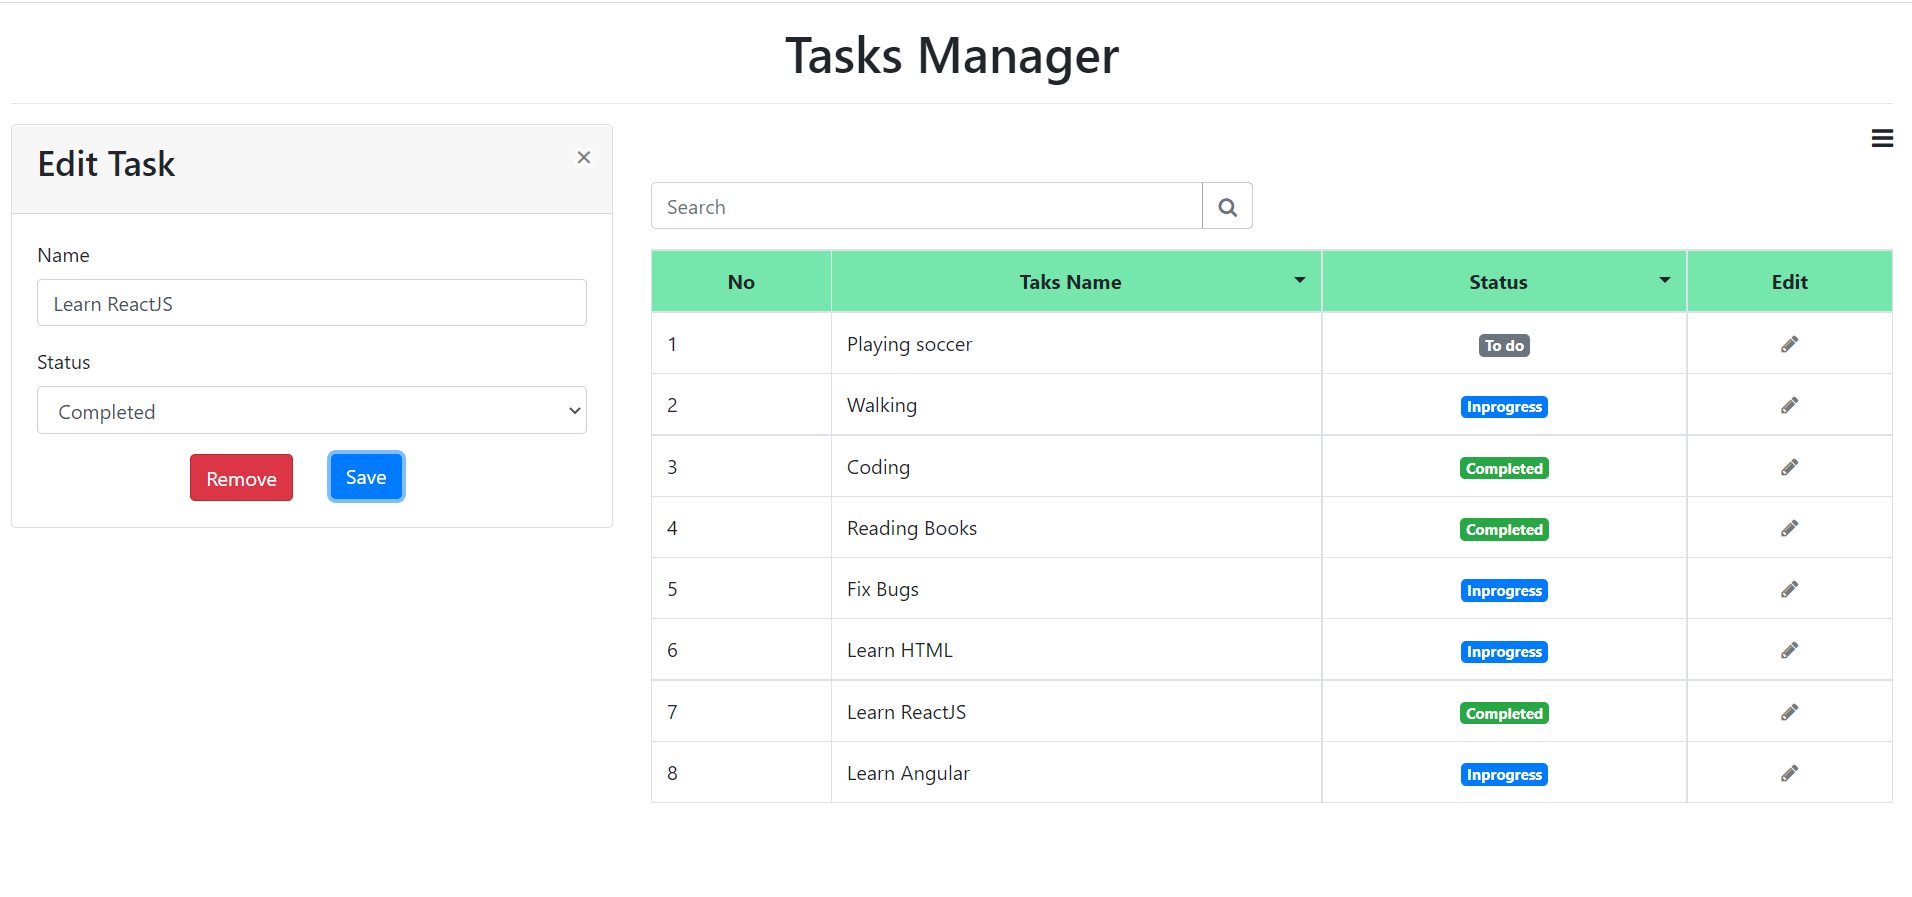 Tasks Manager
Edit Task
×
Name
Learn ReactJS
Status
Completed
Remove Save
Search
No Taks Name Status Edit
1 Playing soccer To do
2 Walking Inprogress
3 Coding Completed
4 Reading Books Completed
5 Fix Bugs Inprogress
6 Learn HTML Inprogress
7 Learn ReactJS Completed
8 Learn Angular Inprogress